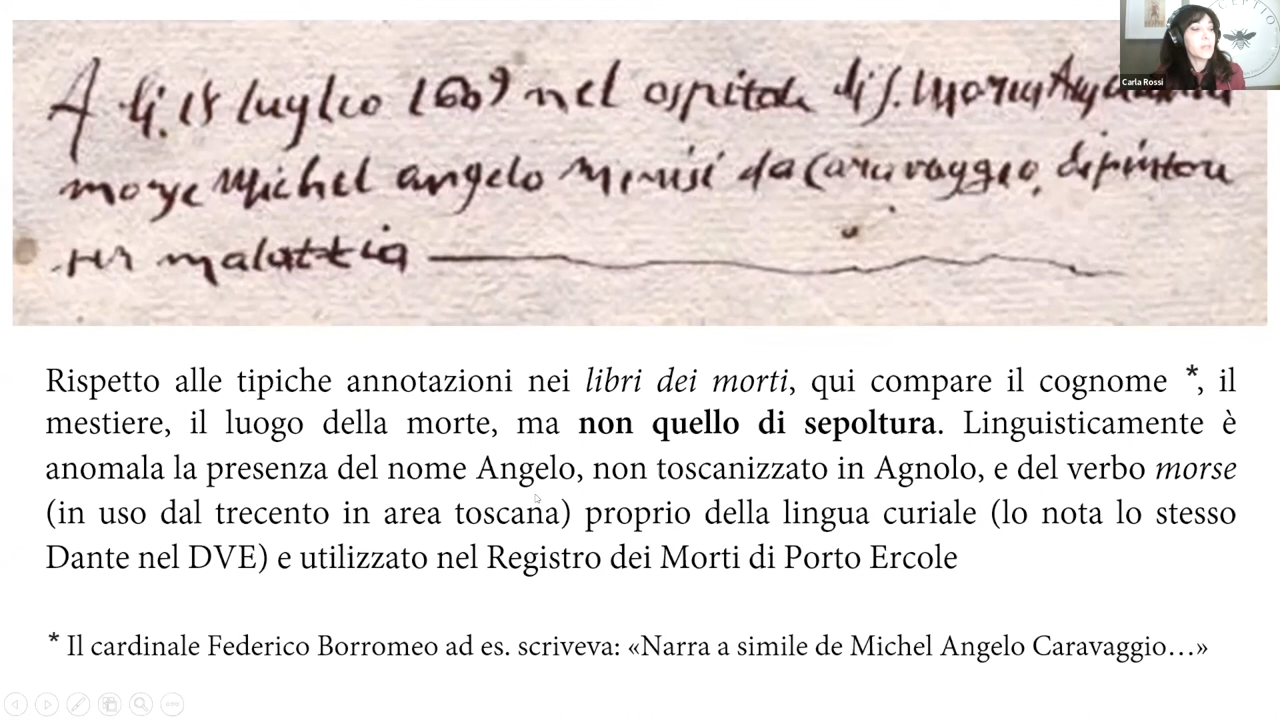 A di 18 luglio 1609 nel ospitale di S. Maria
morse Michel angelo Merisi da Caravaggio, dipintore
per malattia
Rispetto alle tipiche annotazioni nei libri dei morti, qui compare il cognome *, il
mestiere, il luogo della morte, ma non quello di sepoltura. Linguisticamente è
anomala la presenza del nome Angelo, non toscanizzato in Agnolo, e del verbo morse
(in uso dal trecento in area toscana) proprio della lingua curiale (lo nota lo stesso
Dante nel DVE) e utilizzato nel Registro dei Morti di Porto Ercole
* Il cardinale Federico Borromeo ad es. scriveva: «Narra a simile de Michel Angelo Caravaggio…»
Carla Rossi